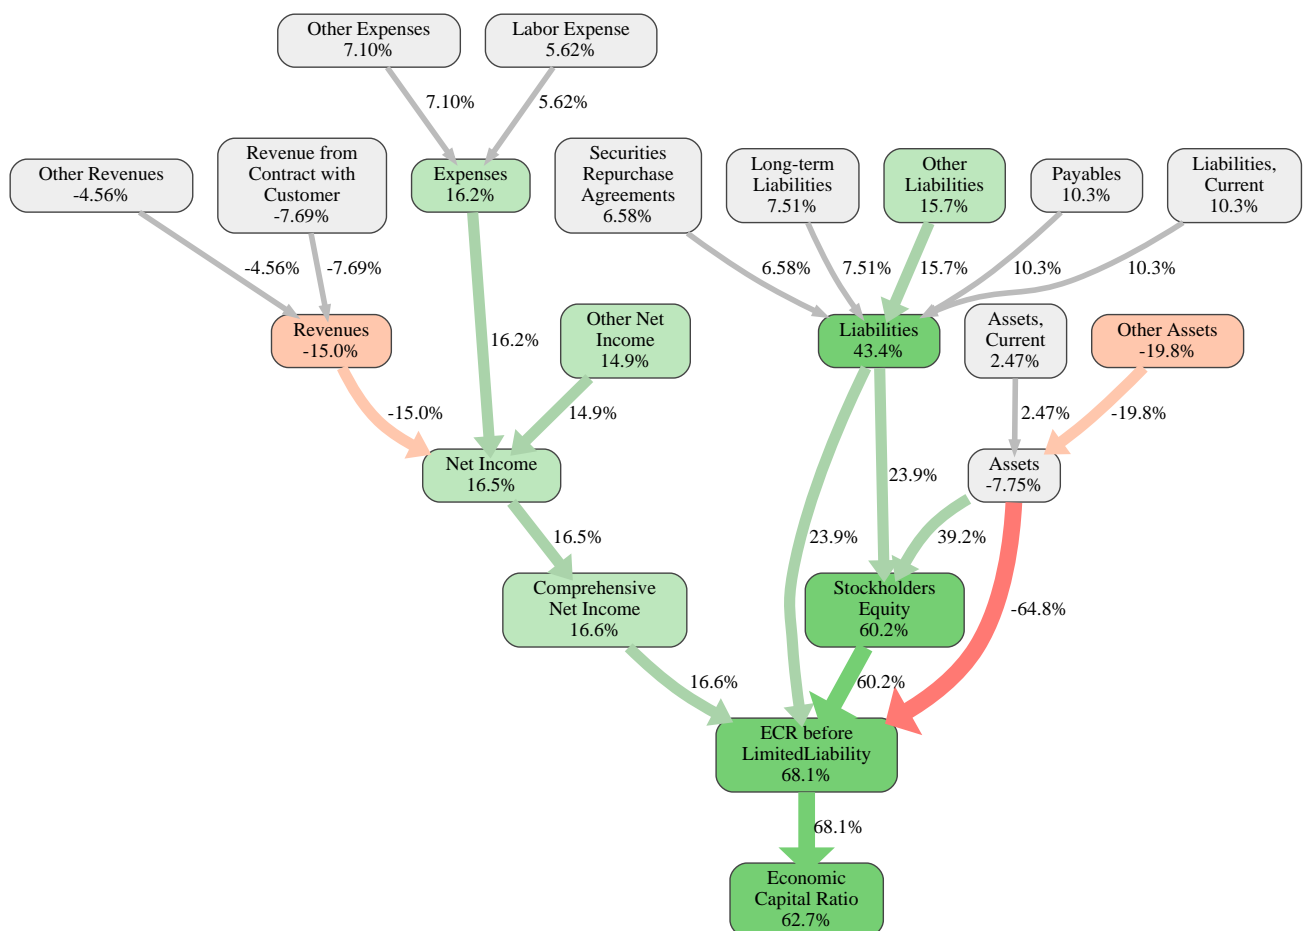 Other Expenses
7.10%
Labor Expense
5.62%
7.10%
5.62%
Other Revenues
-4.56%
Revenue from
Contract with
Customer
-7.69%
Expenses
16.2%
Securities
Repurchase
Agreements
6.58%
Long-term
Liabilities
7.51%
Other
Liabilities
15.7%
Payables
10.3%
Liabilities,
Current
10.3%
-4.56%
-7.69%
6.58%
7.51%
15.7%
10.3%
10.3%
Revenues
-15.0%
16.2%
Other Net
Income
14.9%
Liabilities
43.4%
Assets,
Current
2.47%
Other Assets
-19.8%
-15.0%
14.9%
2.47%
-19.8%
Net Income
16.5%
23.9%
Assets
-7.75%
16.5%
23.9%
39.2%
Comprehensive
Net Income
16.6%
Stockholders
Equity
60.2%
-64.8%
16.6%
60.2%
ECR before
LimitedLiability
68.1%
68.1%
Economic
Capital Ratio
62.7%